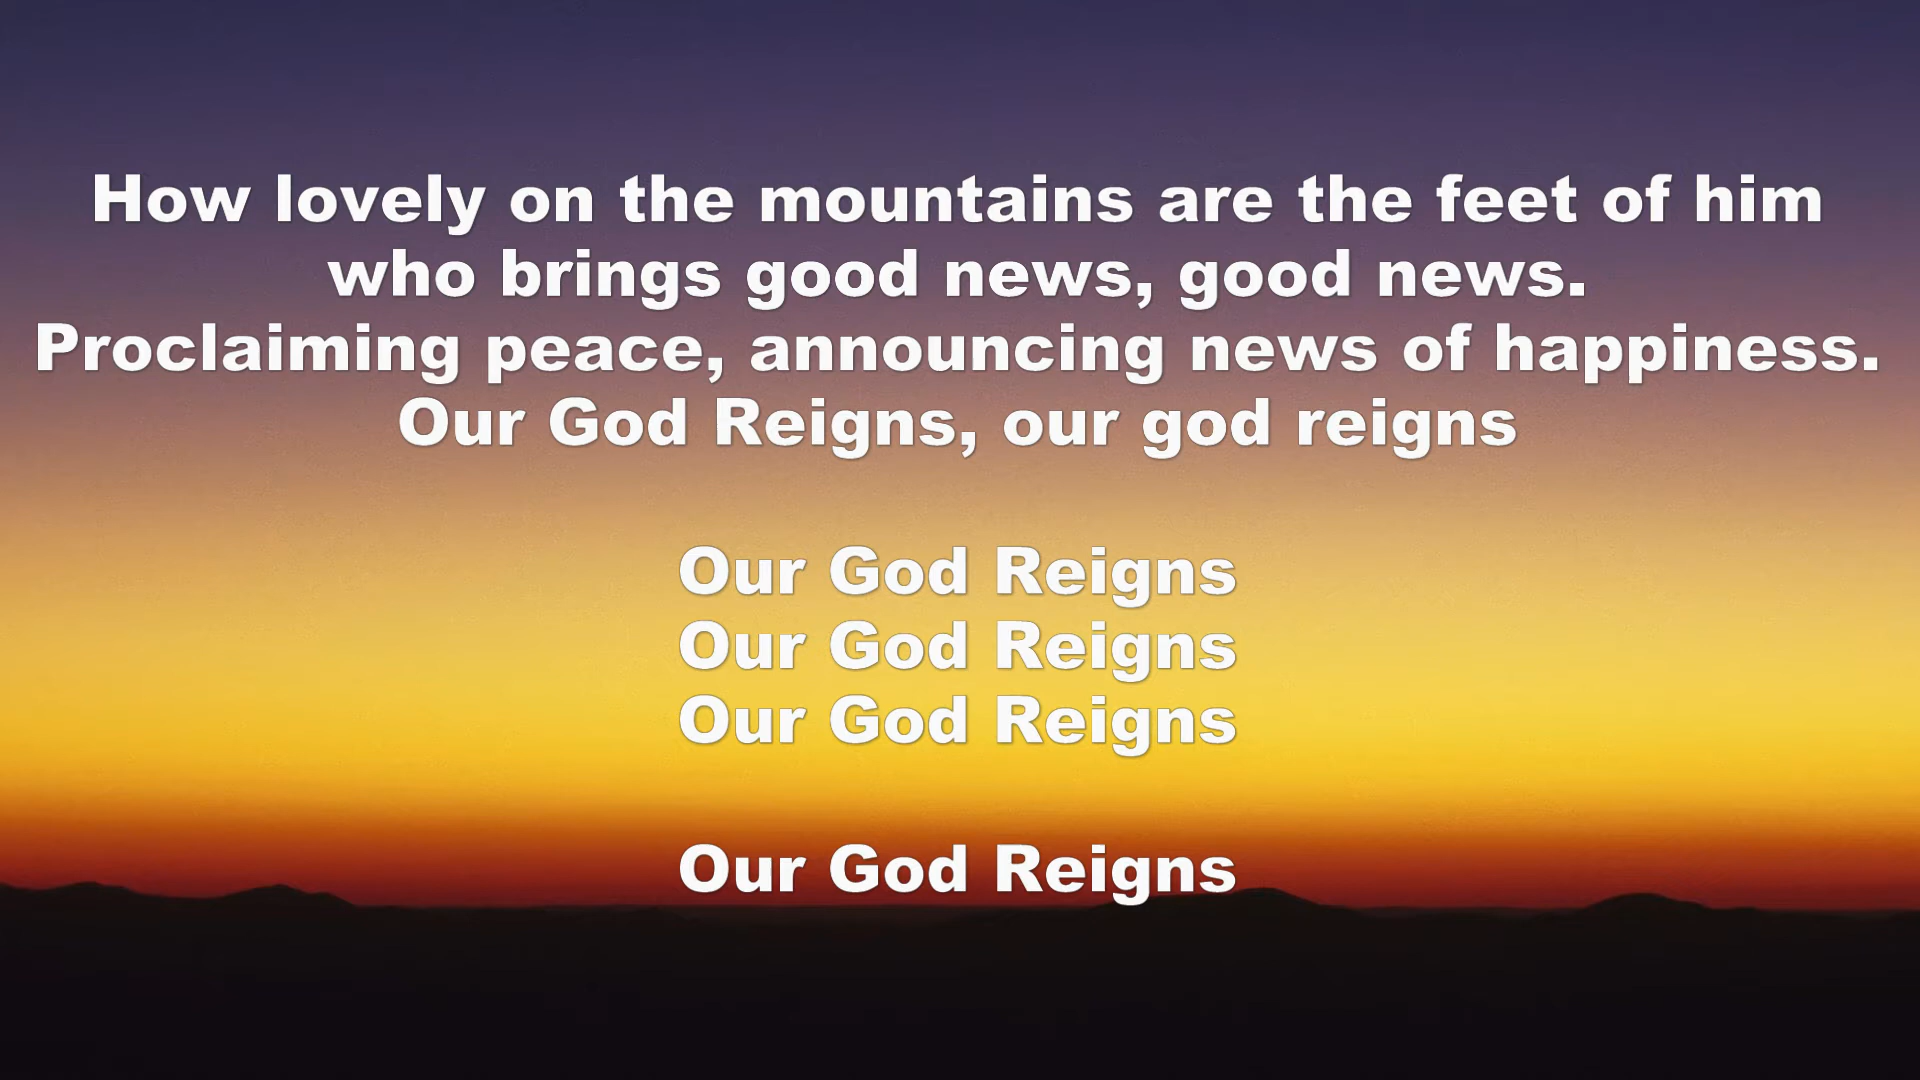 How lovely on the mountains are the feet of him
who brings good news, good news.
Proclaiming peace, announcing news of happiness.
Our God Reigns, our god reigns
Our God Reigns
Our God Reigns
Our God Reigns
Our God Reigns